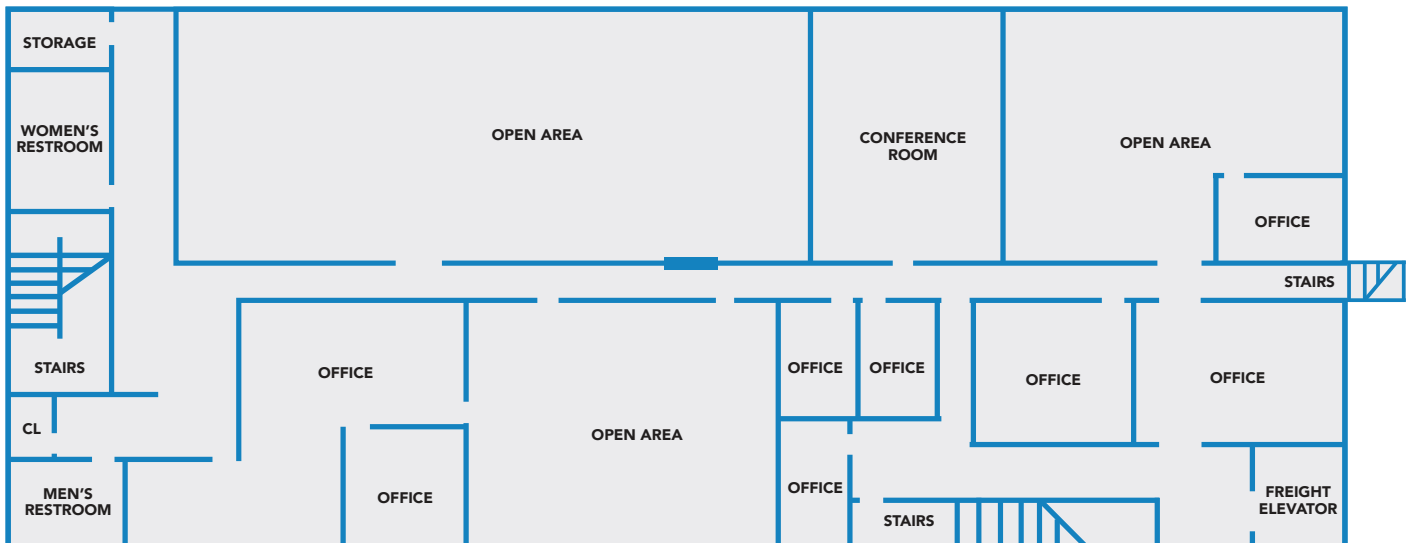 STORAGE
WOMEN'S
RESTROOM
OPEN AREA
CONFERENCE
ROOM
OPEN AREA
OFFICE
STAIRS
STAIRS
OFFICE
OFFICE
OFFICE
OFFICE
OFFICE
CL
OPEN AREA
MEN'S
RESTROOM
OFFICE
OFFICE
STAIRS
FREIGHT
ELEVATOR